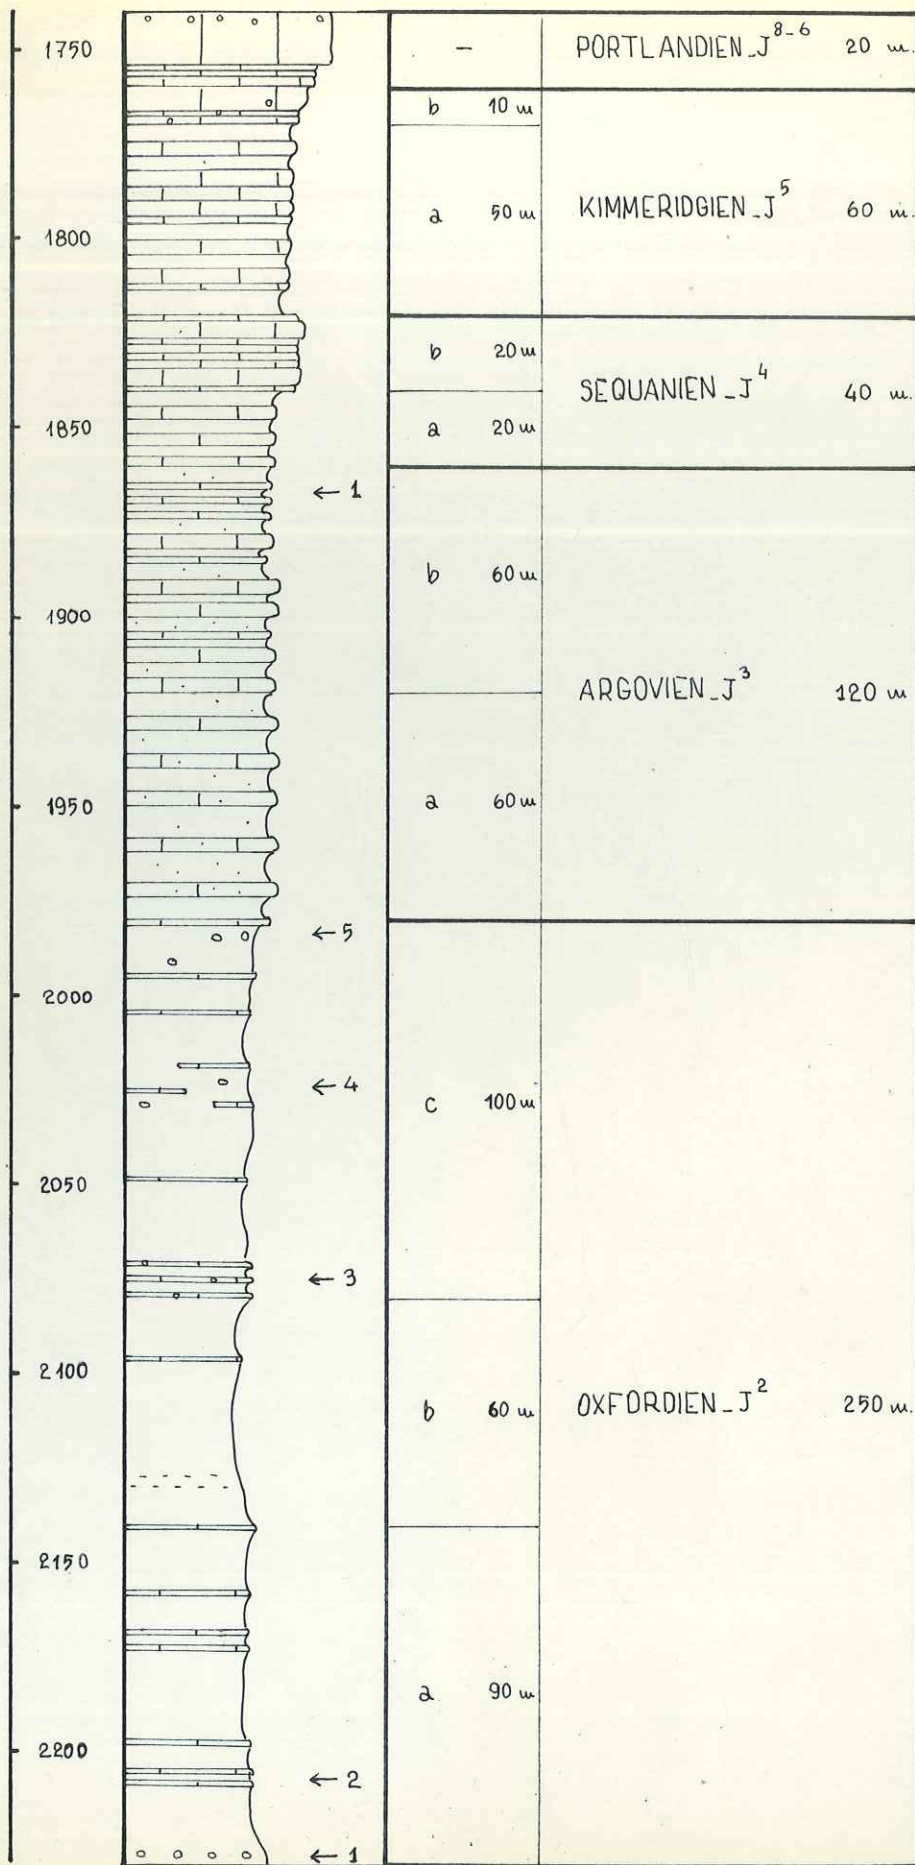 1750
- PORTLANDIEN_J⁸⁻⁶ 20 m.
b 10 m
a 50 m KIMMERIDGIEN_J⁵ 60 m.
1800
b 20 m
SEQUANIEN_J⁴ 40 m.
1850
a 20 m
← 1
b 60 m
1900
ARGOVIEN_J³ 120 m
1950
a 60 m
← 5
2000
← 4
c 100 m
2050
← 3
2100
b 60 m OXFORDIEN_J² 250 m.
2150
a 90 m
2200
← 2
← 1